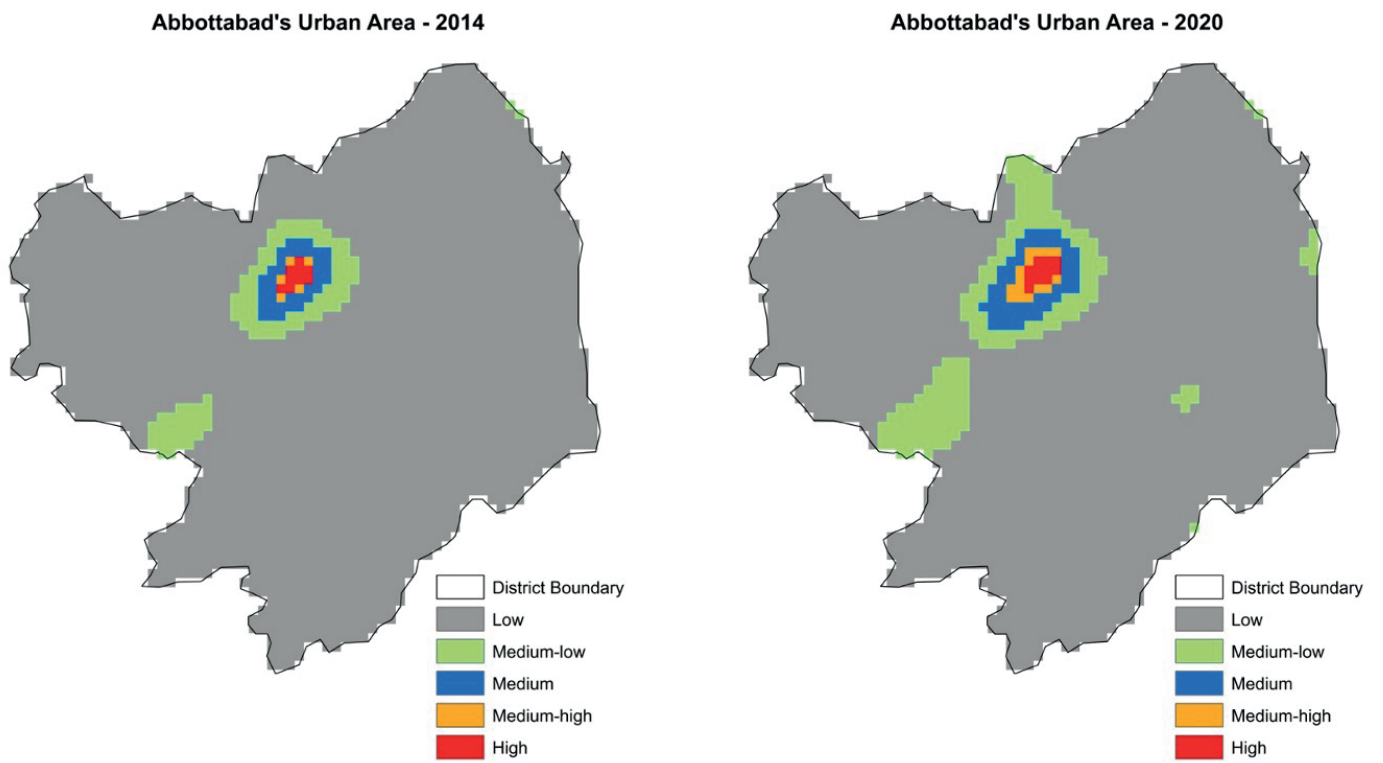 Abbottabad's Urban Area - 2014
District Boundary
Low
Medium-low
Medium
Medium-high
High
Abbottabad's Urban Area - 2020
District Boundary
Low
Medium-low
Medium
Medium-high
High